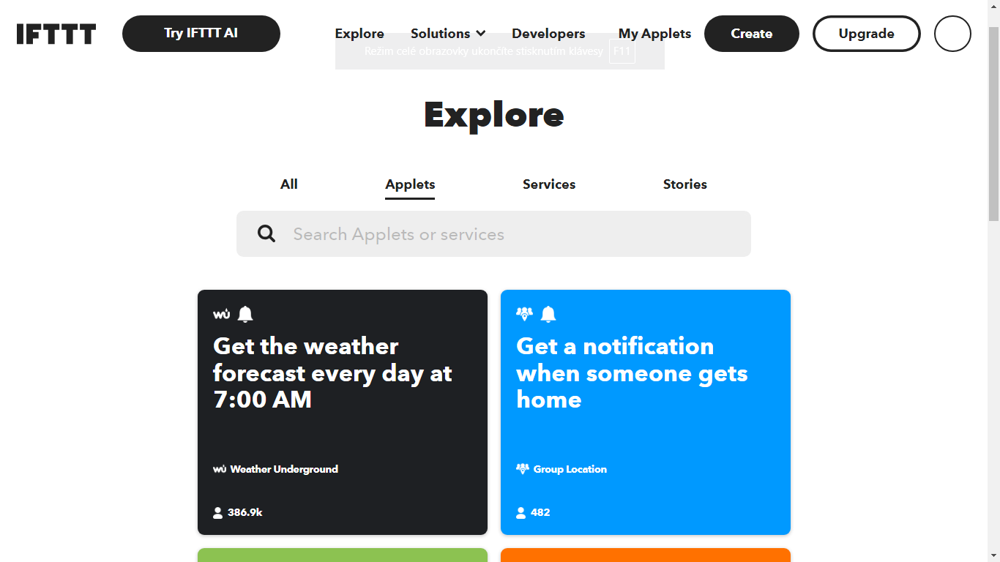 IFTTT
Try IFTTT AI
Explore
Solutions
Developers
My Applets
Create
Upgrade
Režim celé obrazovky ukončíte stisknutím klávesy F11
Explore
All
Applets
Services
Stories
Search Applets or services
Get the weather
forecast every day at
7:00 AM
Weather Underground
386.9k
Get a notification
when someone gets
home
Group Location
482